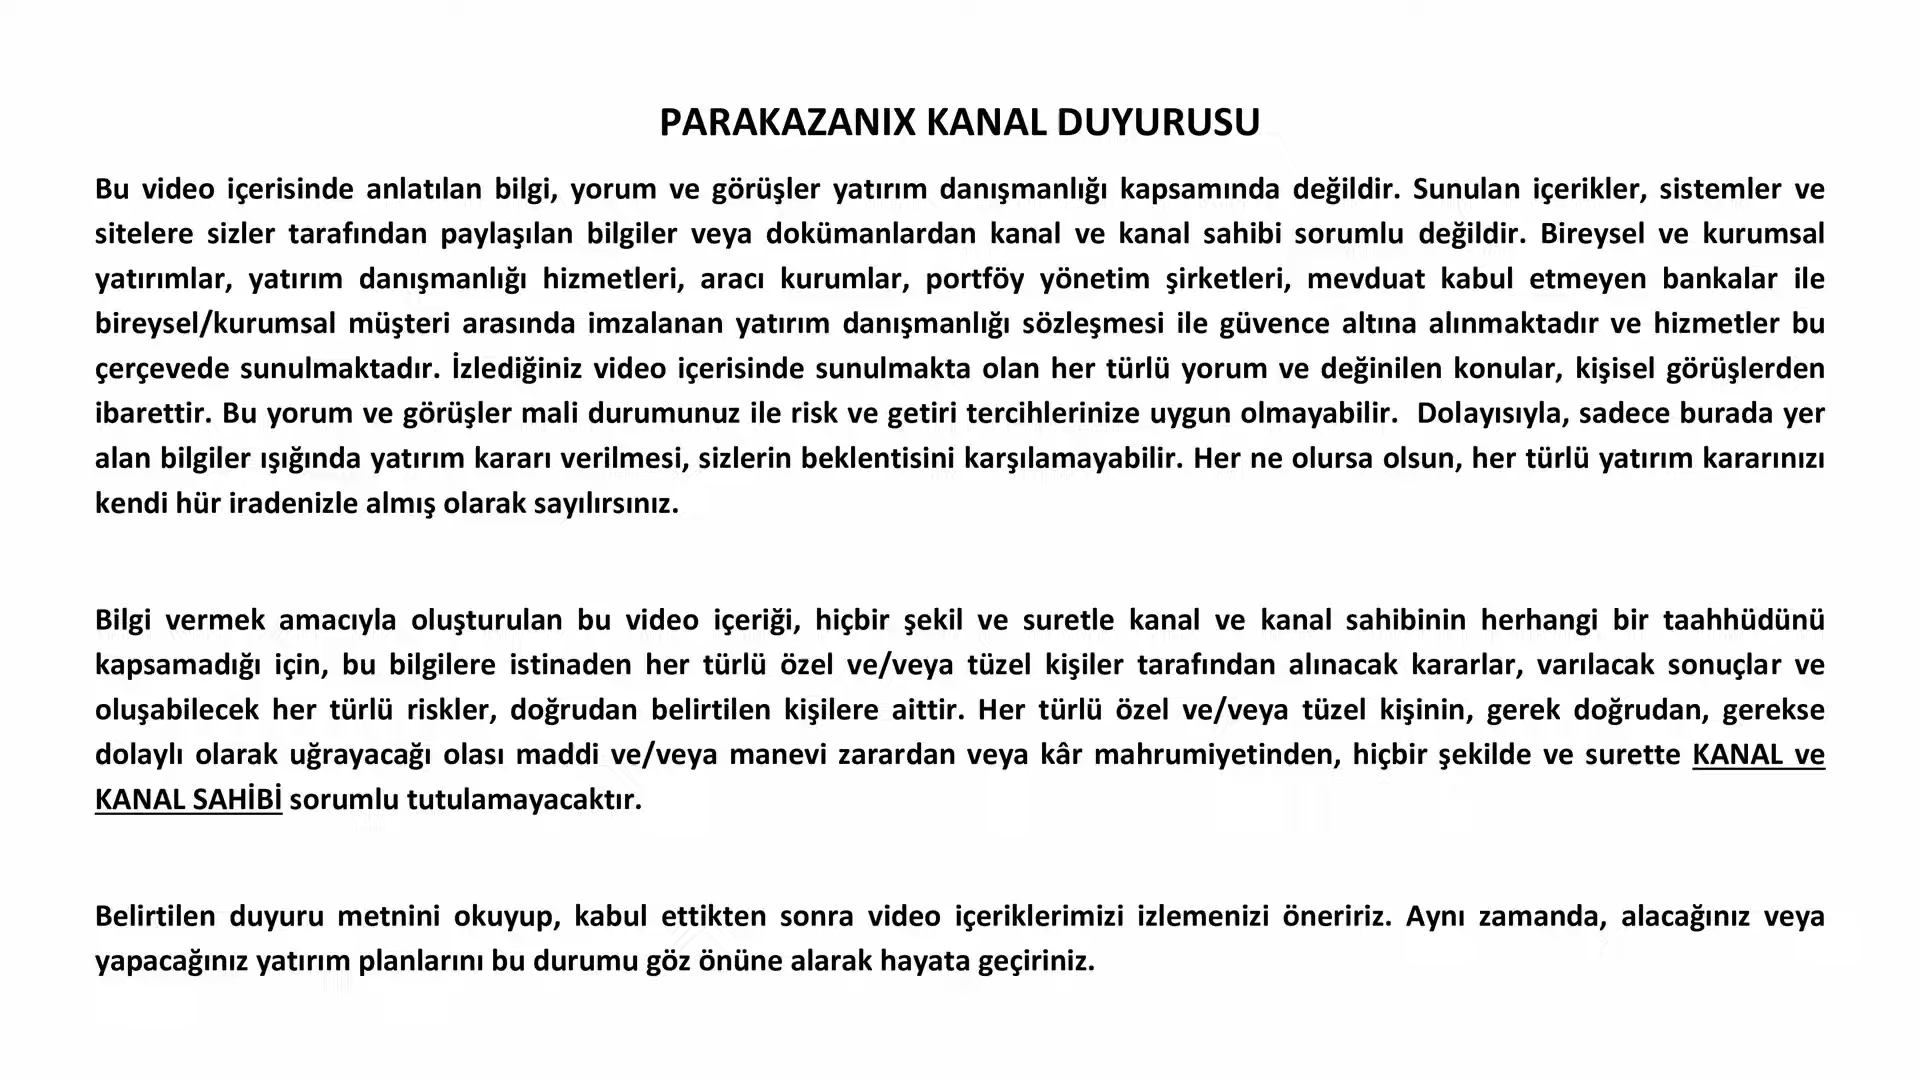 PARAKAZANIX KANAL DUYURUSU
Bu video içerisinde anlatılan bilgi, yorum ve görüşler yatırım danışmanlığı kapsamında değildir. Sunulan içerikler, sistemler ve
sitelere sizler tarafından paylaşılan bilgiler veya dokümanlardan kanal ve kanal sahibi sorumlu değildir. Bireysel ve kurumsal
yatırımlar, yatırım danışmanlığı hizmetleri, aracı kurumlar, portföy yönetim şirketleri, mevduat kabul etmeyen bankalar ile
bireysel/kurumsal müşteri arasında imzalanan yatırım danışmanlığı sözleşmesi ile güvence altına alınmaktadır ve hizmetler bu
çerçevede sunulmaktadır. İzlediğiniz video içerisinde sunulmakta olan her türlü yorum ve değinilen konular, kişisel görüşlerden
ibarettir. Bu yorum ve görüşler mali durumunuz ile risk ve getiri tercihlerinize uygun olmayabilir. Dolayısıyla, sadece burada yer
alan bilgiler ışığında yatırım kararı verilmesi, sizlerin beklentisini karşılamayabilir. Her ne olursa olsun, her türlü yatırım kararınızı
kendi hür iradenizle almış olarak sayılırsınız.
Bilgi vermek amacıyla oluşturulan bu video içeriği, hiçbir şekil ve suretle kanal ve kanal sahibinin herhangi bir taahhüdünü
kapsamadığı için, bu bilgilere istinaden her türlü özel ve/veya tüzel kişiler tarafından alınacak kararlar, varılacak sonuçlar ve
oluşabilecek her türlü riskler, doğrudan belirtilen kişilere aittir. Her türlü özel ve/veya tüzel kişinin, gerek doğrudan, gerekse
dolaylı olarak uğrayacağı olası maddi ve/veya manevi zarardan veya kâr mahrumiyetinden, hiçbir şekilde ve surette KANAL ve
KANAL SAHİBİ sorumlu tutulamayacaktır.
Belirtilen duyuru metnini okuyup, kabul ettikten sonra video içeriklerimizi izlemenizi öneririz. Aynı zamanda, alacağınız veya
yapacağınız yatırım planlarını bu durumu göz önüne alarak hayata geçiriniz.